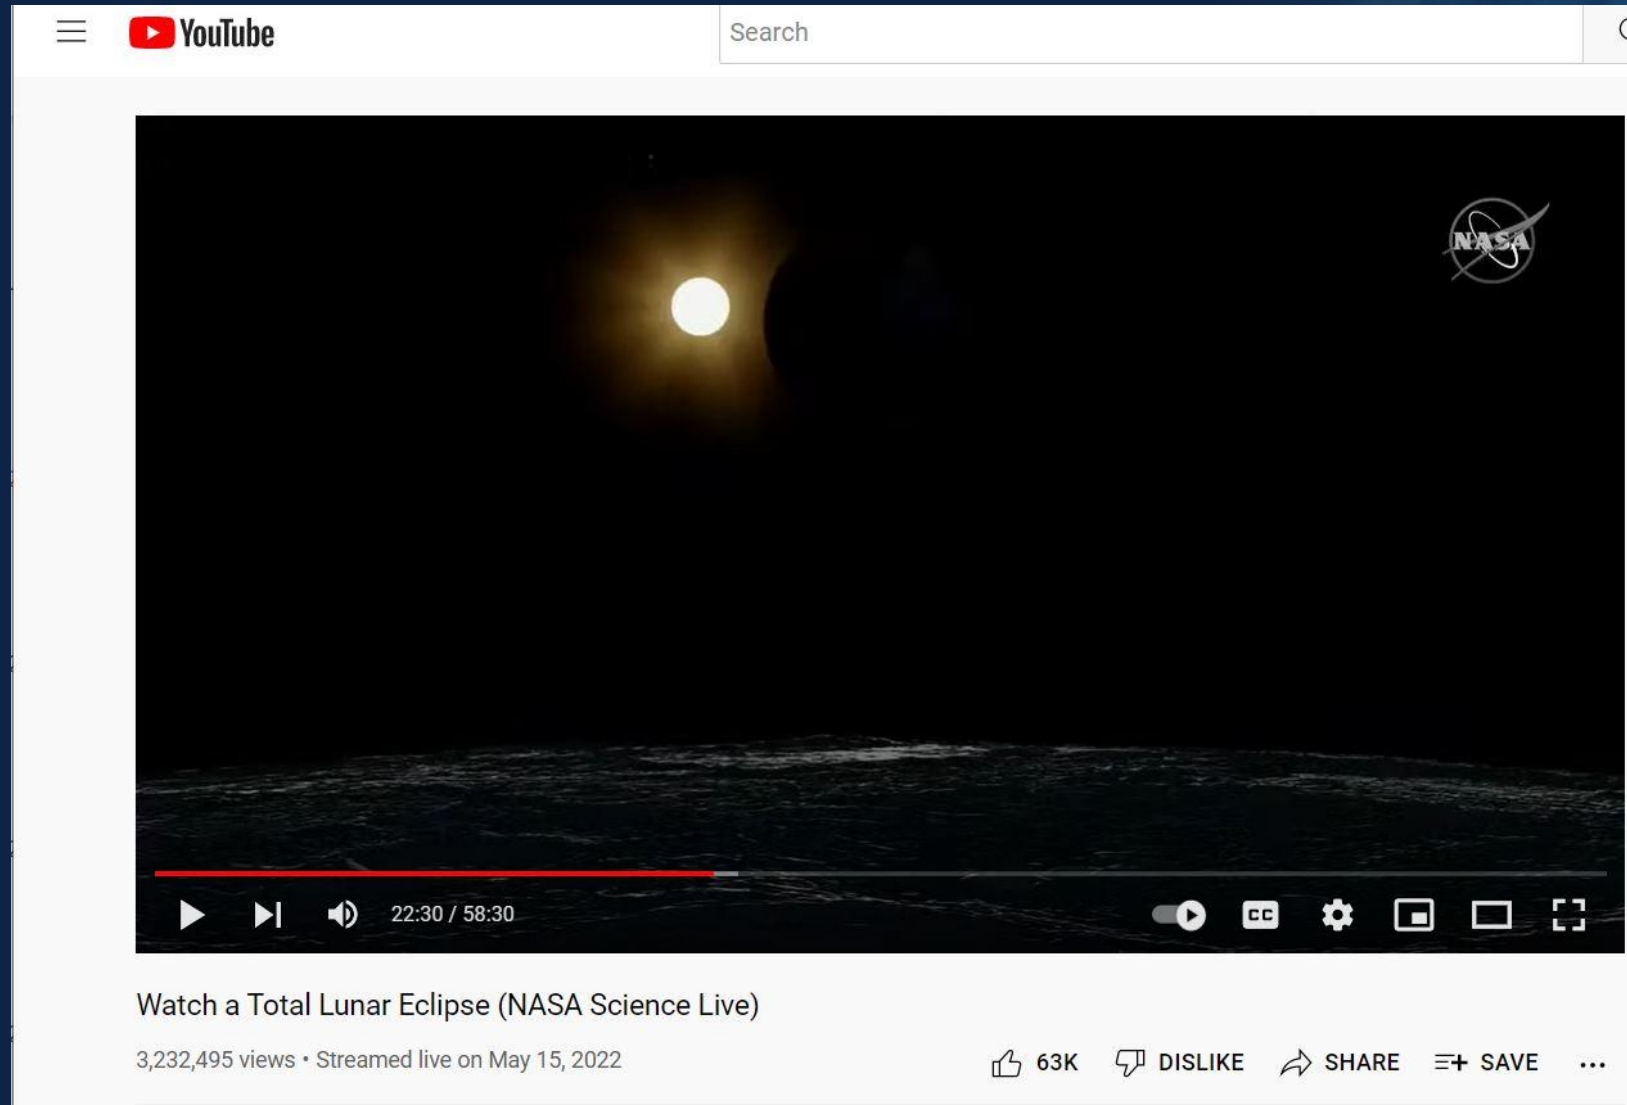 YouTube
Search
NASA
22:30 / 58:30
CC
Watch a Total Lunar Eclipse (NASA Science Live)
3,232,495 views • Streamed live on May 15, 2022
63K DISLIKE SHARE SAVE